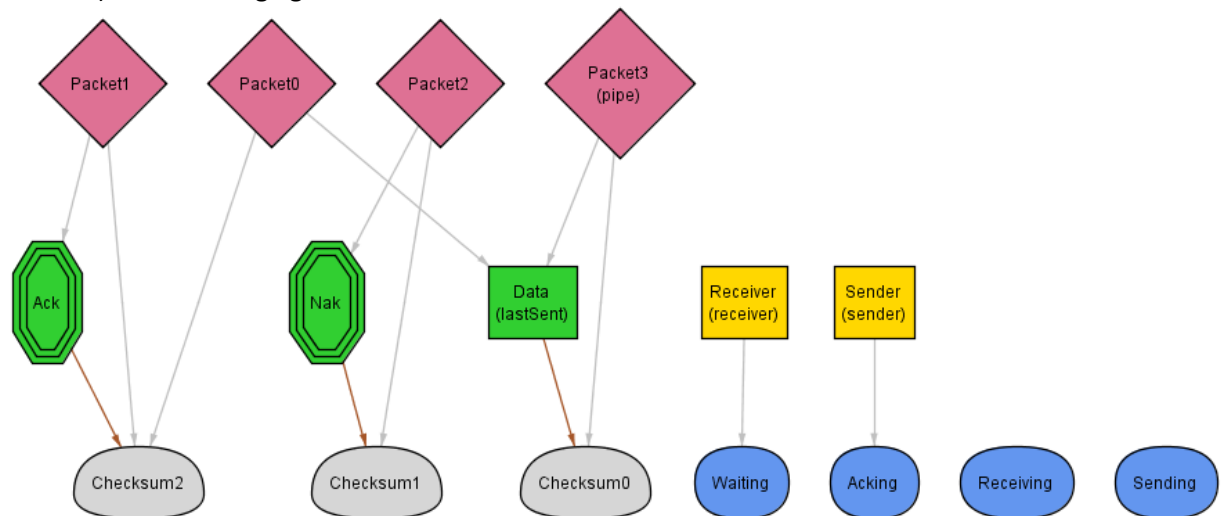 Packet1
Packet0
Packet2
Packet3
(pipe)
Ack
Nak
Data
(lastSent)
Receiver
(receiver)
Sender
(sender)
Checksum2
Checksum1
Checksum0
Waiting
Acking
Receiving
Sending